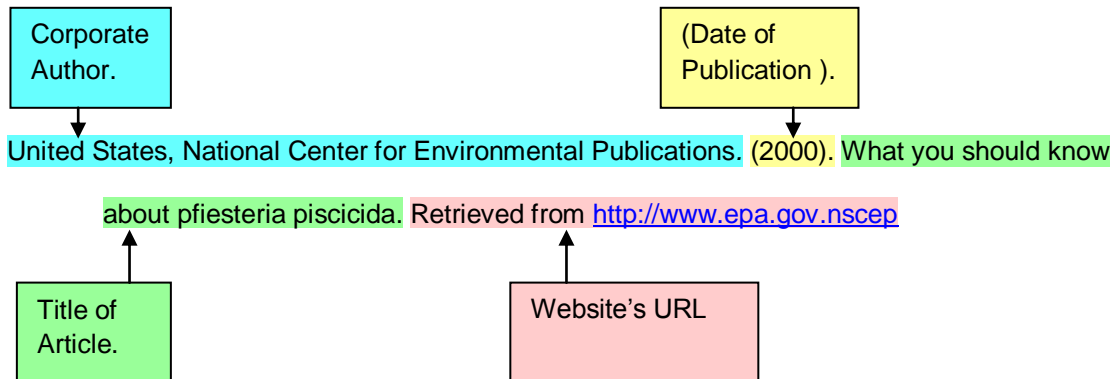 Corporate
Author.
(Date of
Publication ).
United States, National Center for Environmental Publications. (2000). What you should know
about pfiesteria piscicida. Retrieved from http://www.epa.gov.nscep
Title of
Article.
Website’s URL